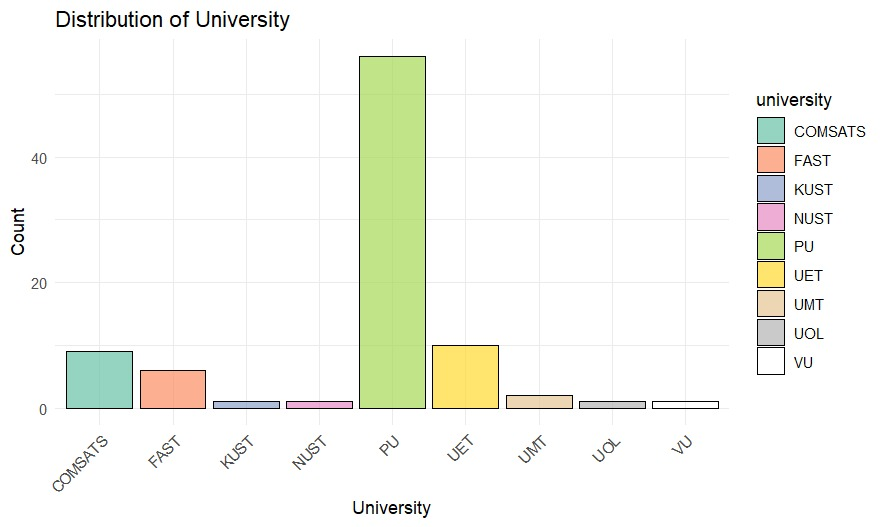 Distribution of University
Count
40
20
0
COMSATS
FAST
KUST
NUST
PU
UET
UMT
UOL
VU
University
university
COMSATS
FAST
KUST
NUST
PU
UET
UMT
UOL
VU